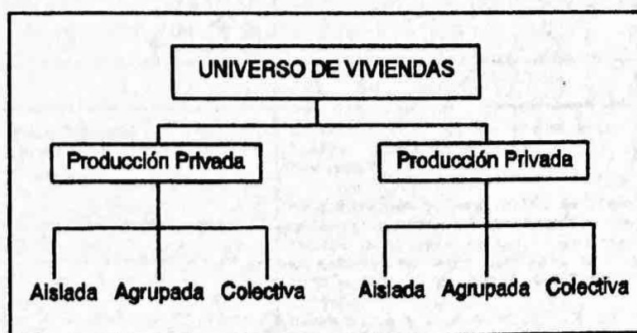 UNIVERSO DE VIVIENDAS
Producción Privada Producción Privada
Aislada Agrupada Colectiva Aislada Agrupada Colectiva